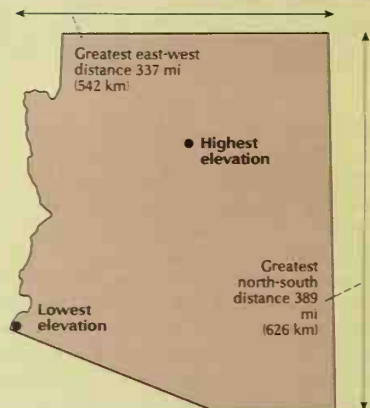 Greatest east-west
distance 337 mi
(542 km)
Highest
elevation
Greatest
north-south
distance 389
mi
(626 km)
Lowest
elevation